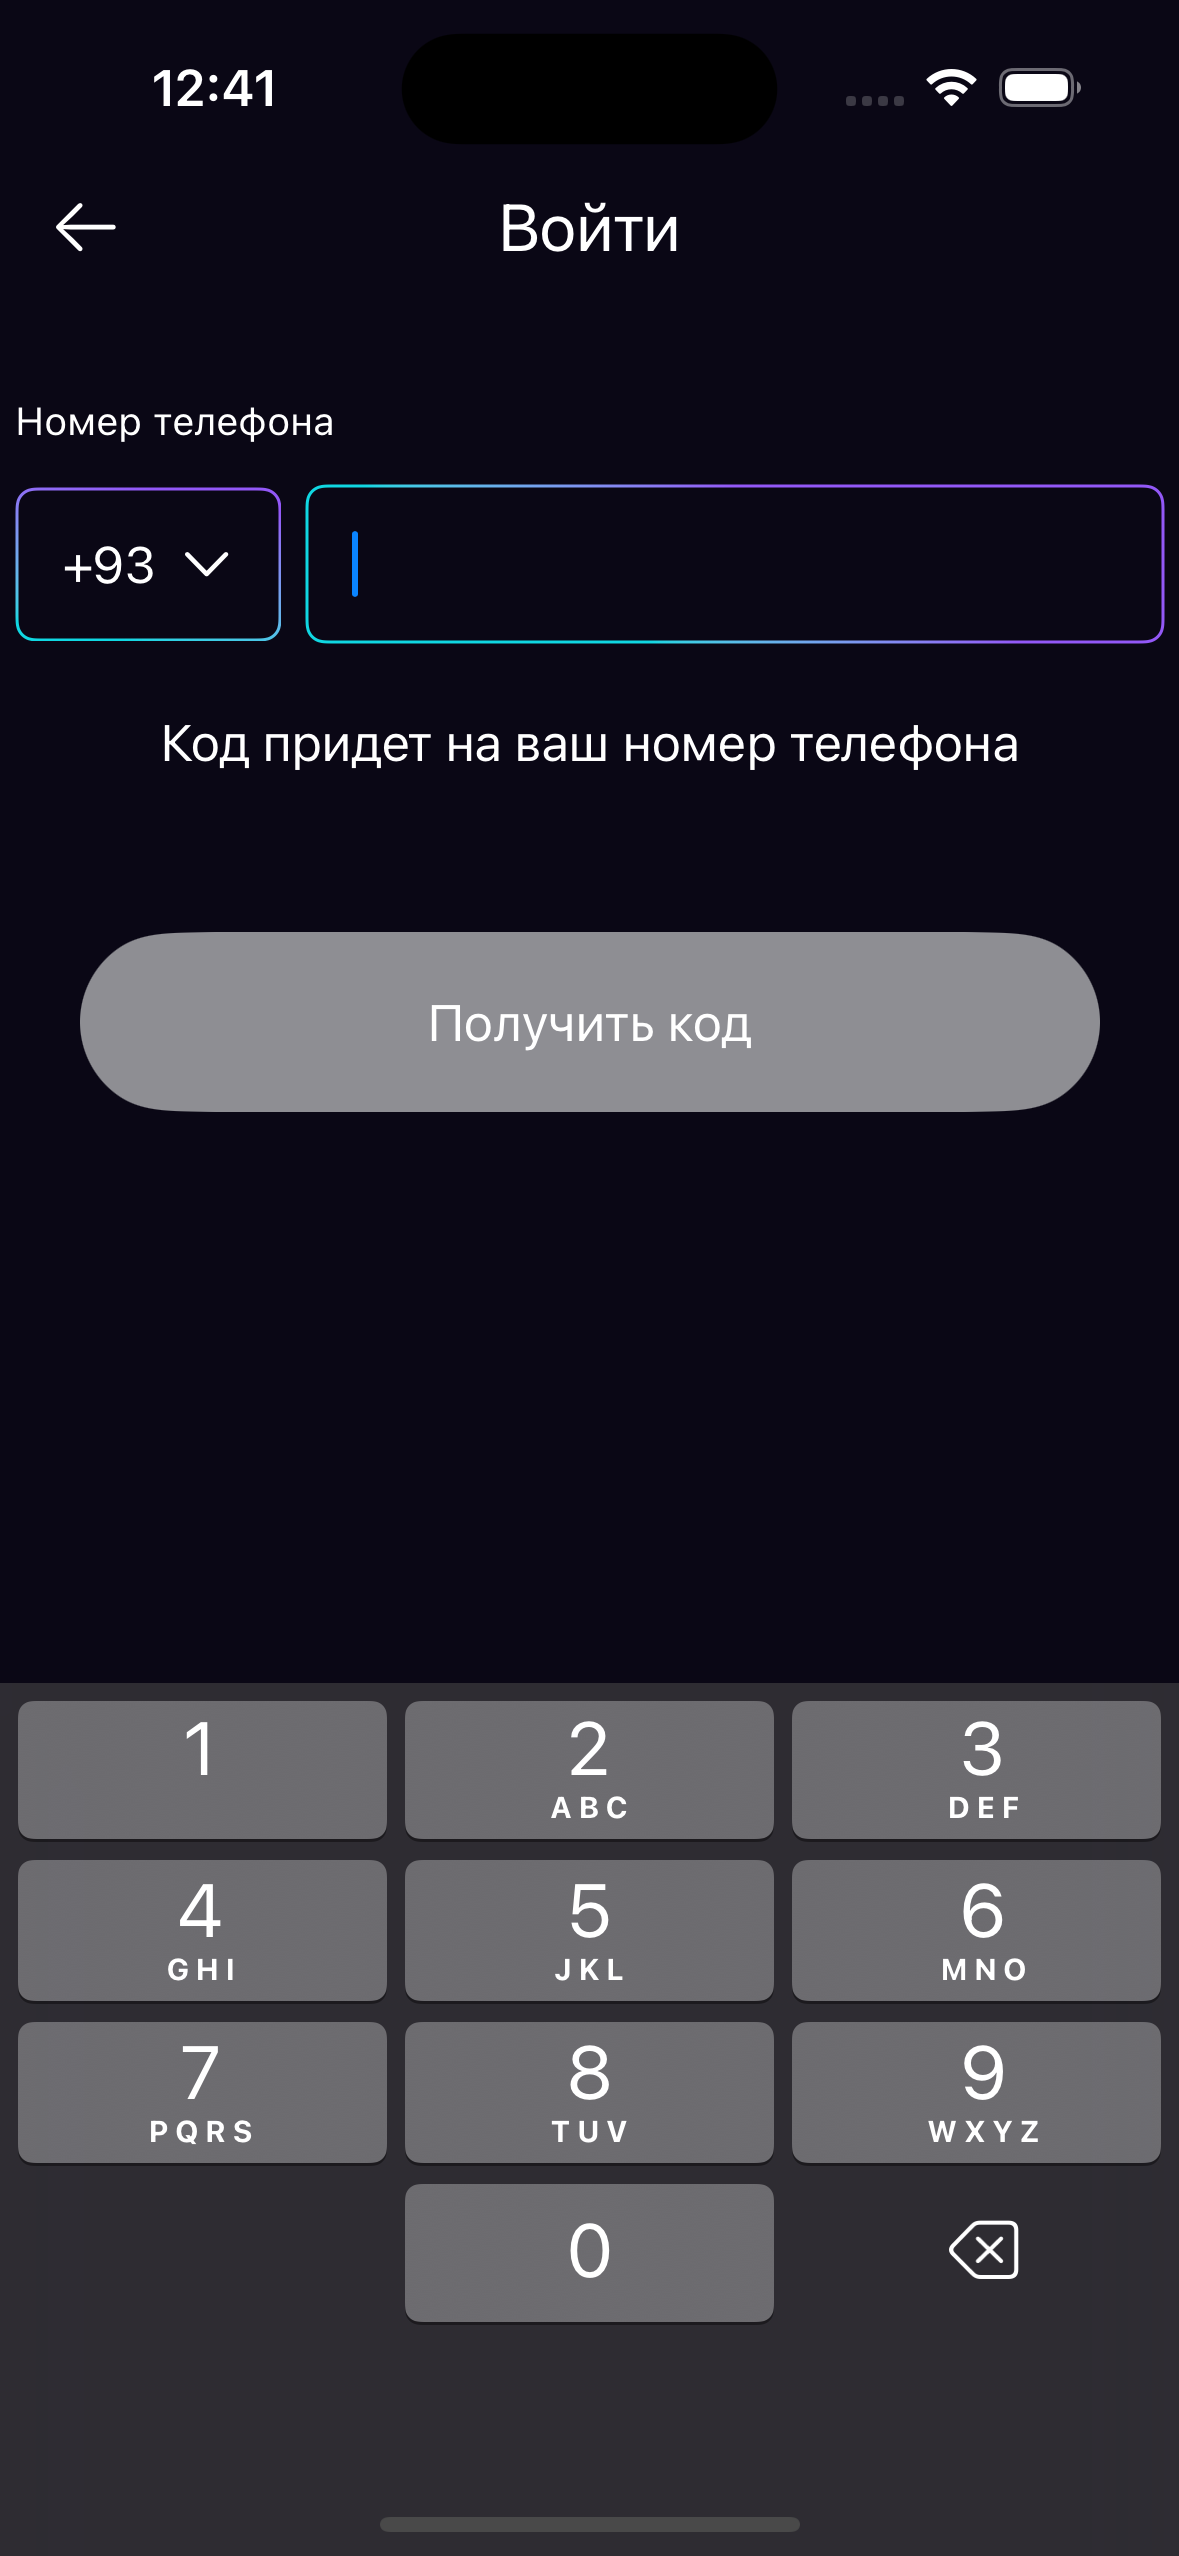 12:41
Войти
Номер телефона
+93
Код придет на ваш номер телефона
Получить код
1 2 3
ABC DEF
4 5 6
GHI JKL MNO
7 8 9
PQRS TUV WXYZ
0